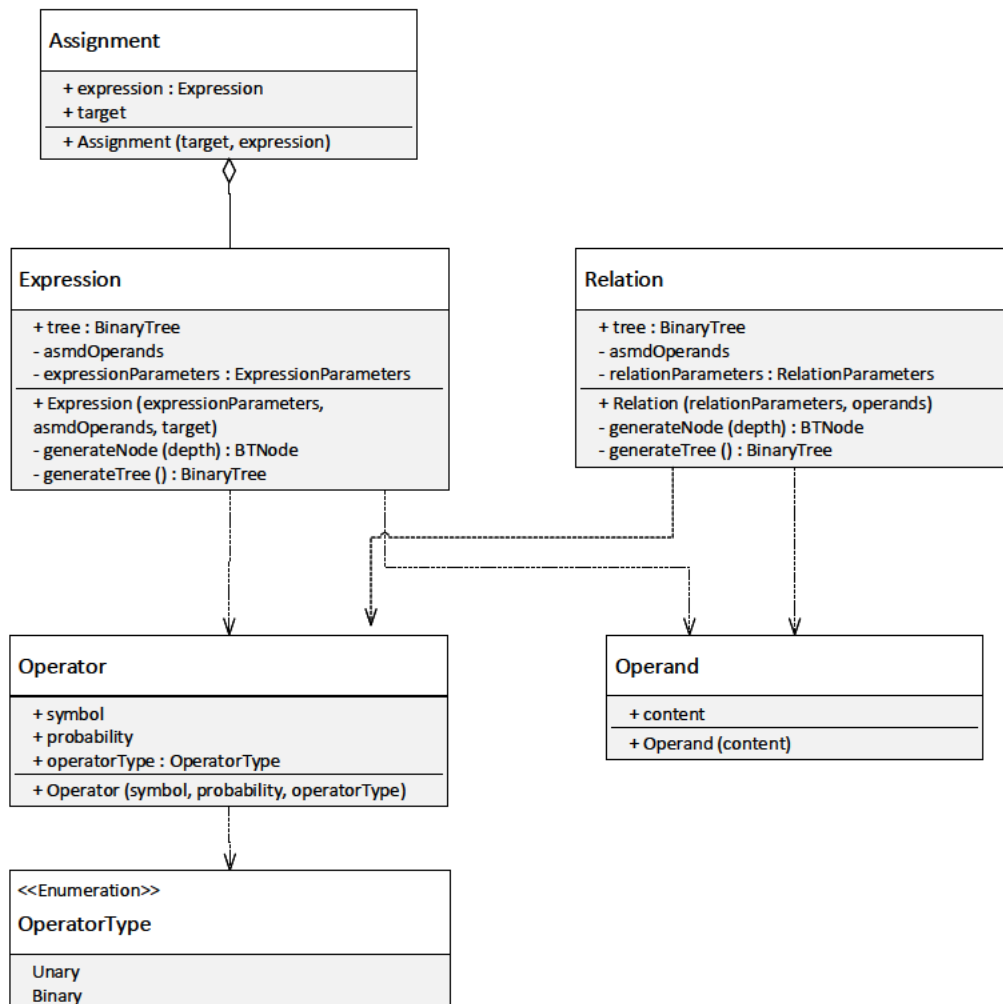 Assignment
+ expression : Expression
+ target
+ Assignment (target, expression)
Expression
+ tree : BinaryTree
- asmdOperands
- expressionParameters : ExpressionParameters
+ Expression (expressionParameters,
asmdOperands, target)
- generateNode (depth) : BTNode
- generateTree () : BinaryTree
Relation
+ tree : BinaryTree
- asmdOperands
- relationParameters : RelationParameters
+ Relation (relationParameters, operands)
- generateNode (depth) : BTNode
- generateTree () : BinaryTree
Operator
+ symbol
+ probability
+ operatorType : OperatorType
+ Operator (symbol, probability, operatorType)
Operand
+ content
+ Operand (content)
<<Enumeration>>
OperatorType
Unary
Binary